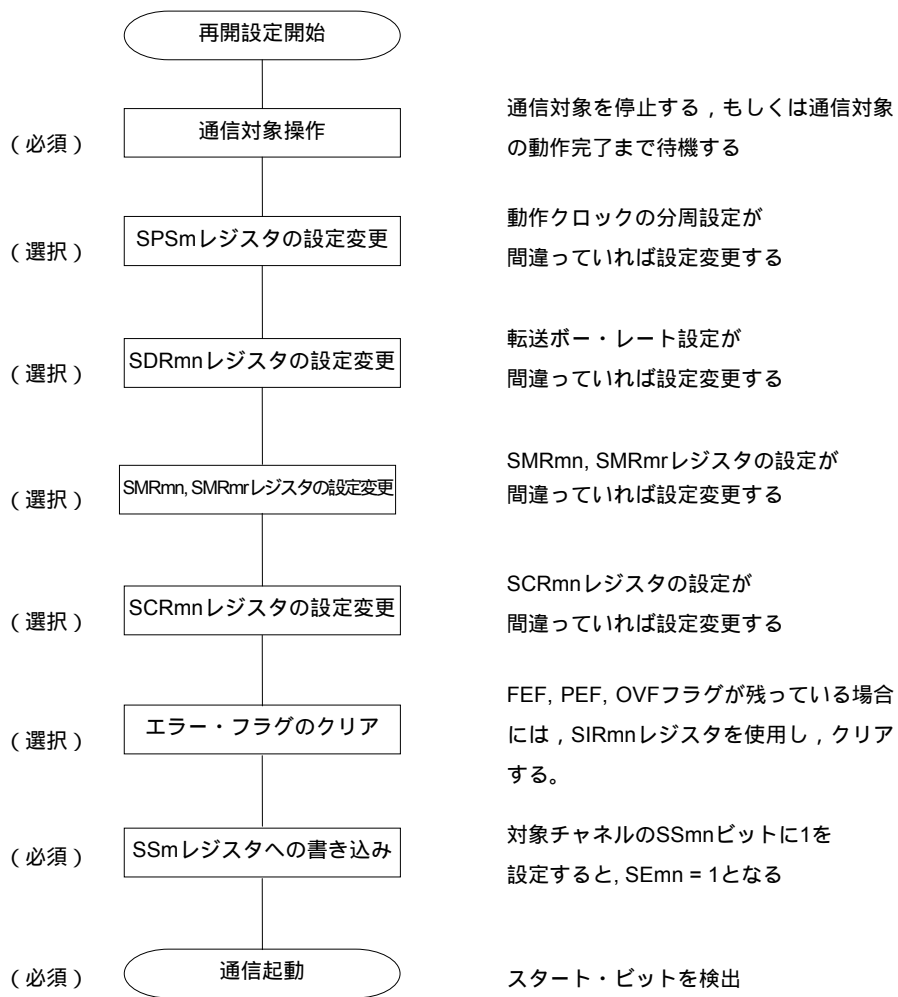 再開設定開始
(必須)
通信対象操作
通信対象を停止する,もしくは通信対象
の動作完了まで待機する
(選択)
SPSmレジスタの設定変更
動作クロックの分周設定が
間違っていれば設定変更する
(選択)
SDRmnレジスタの設定変更
転送ボー・レート設定が
間違っていれば設定変更する
(選択)
SMRmn, SMRmrレジスタの設定変更
SMRmn, SMRmrレジスタの設定が
間違っていれば設定変更する
(選択)
SCRmnレジスタの設定変更
SCRmnレジスタの設定が
間違っていれば設定変更する
(選択)
エラー・フラグのクリア
FEF, PEF, OVFフラグが残っている場合
には,SIRmnレジスタを使用し,クリア
する。
(必須)
SSmレジスタへの書き込み
対象チャネルのSSmnビットに1を
設定すると, SEmn = 1となる
(必須)
通信起動
スタート・ビットを検出